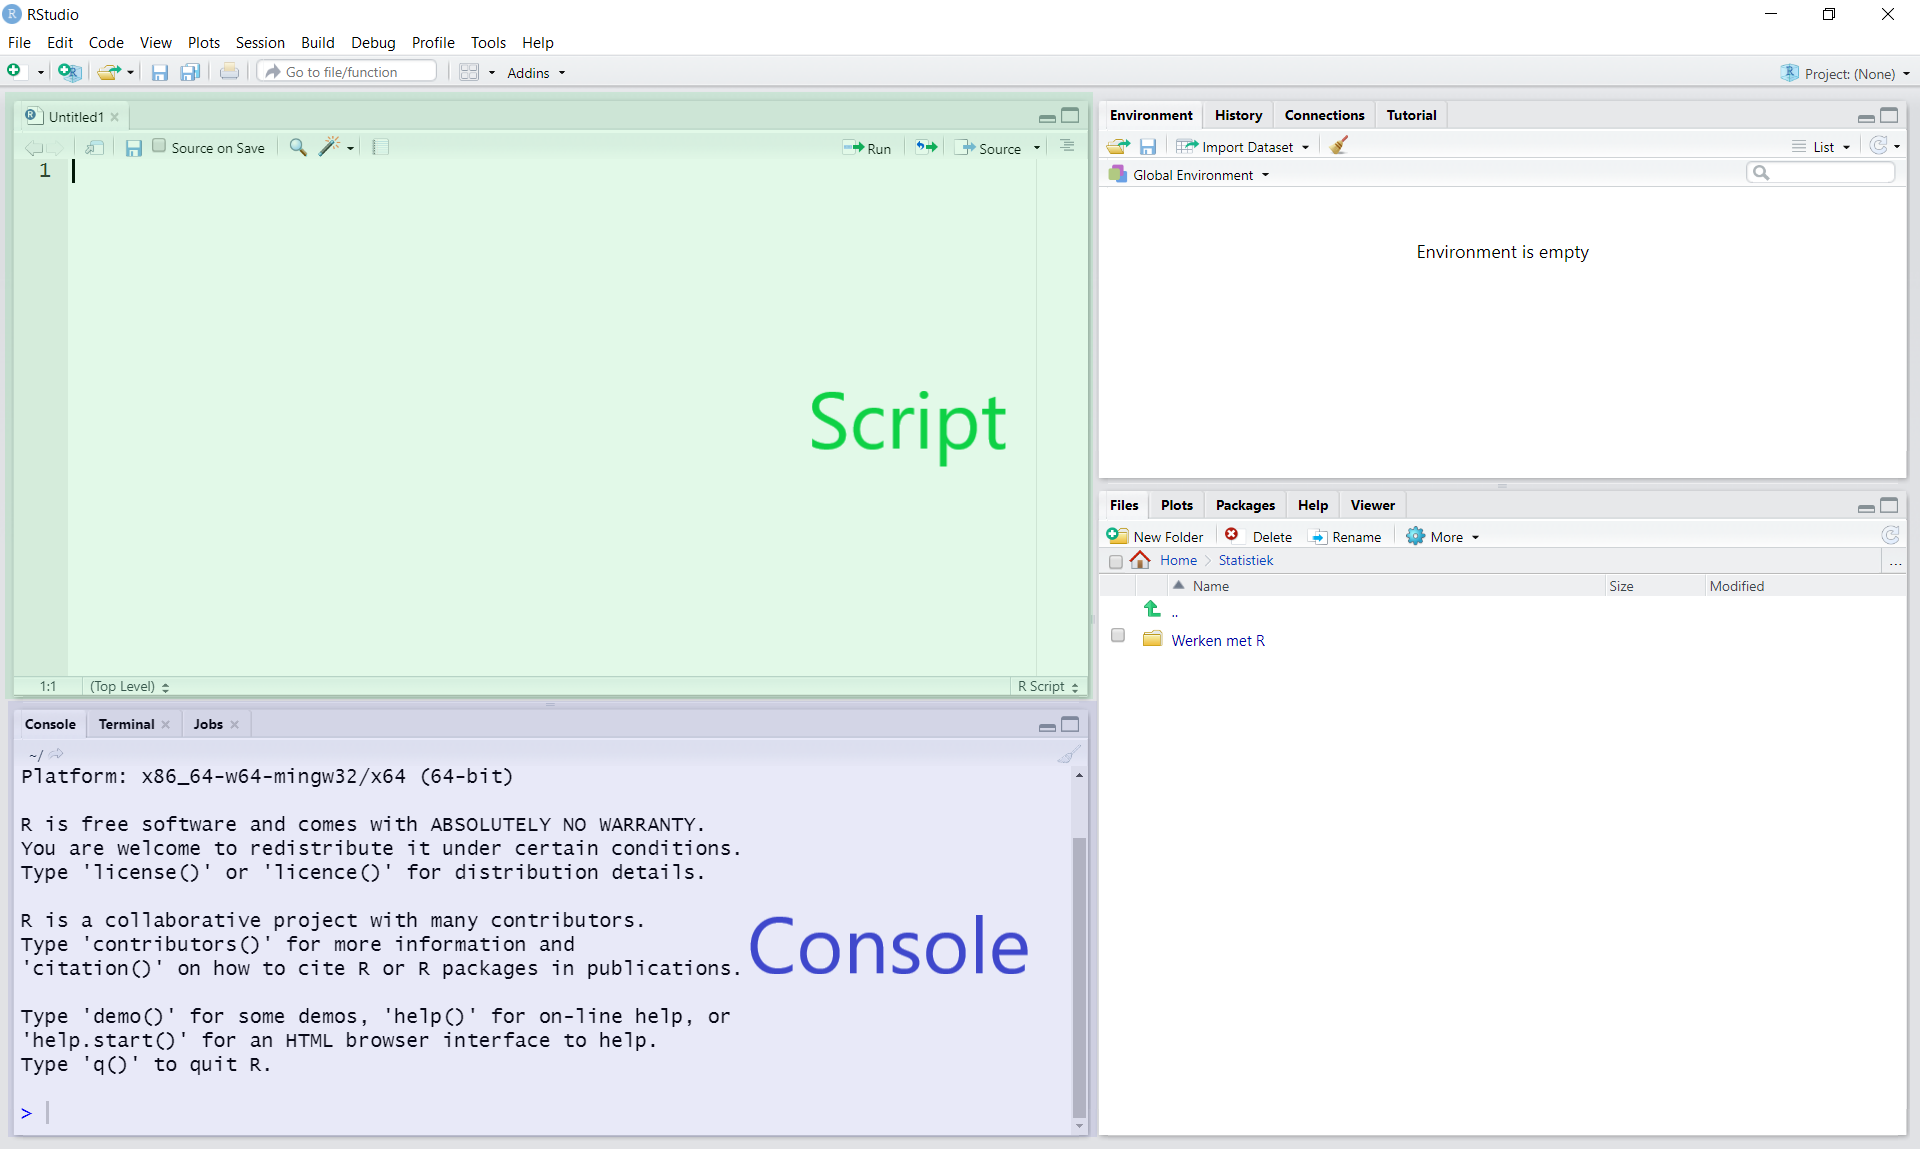 RStudio
File Edit Code View Plots Session Build Debug Profile Tools Help
Go to file/function Addins Project: (None)
Untitled1
Source on Save Run Source
1
Script
1:1 (Top Level) R Script
Console Terminal Jobs
~/
Platform: x86_64-w64-mingw32/x64 (64-bit)
R is free software and comes with ABSOLUTELY NO WARRANTY.
You are welcome to redistribute it under certain conditions.
Type 'license()' or 'licence()' for distribution details.
R is a collaborative project with many contributors.
Type 'contributors()' for more information and
'citation()' on how to cite R or R packages in publications.
Console
Type 'demo()' for some demos, 'help()' for on-line help, or
'help.start()' for an HTML browser interface to help.
Type 'q()' to quit R.
>
Environment History Connections Tutorial
Import Dataset List
Global Environment
Environment is empty
Files Plots Packages Help Viewer
New Folder Delete Rename More
Home Statistiek ...
Name Size Modified
..
Werken met R